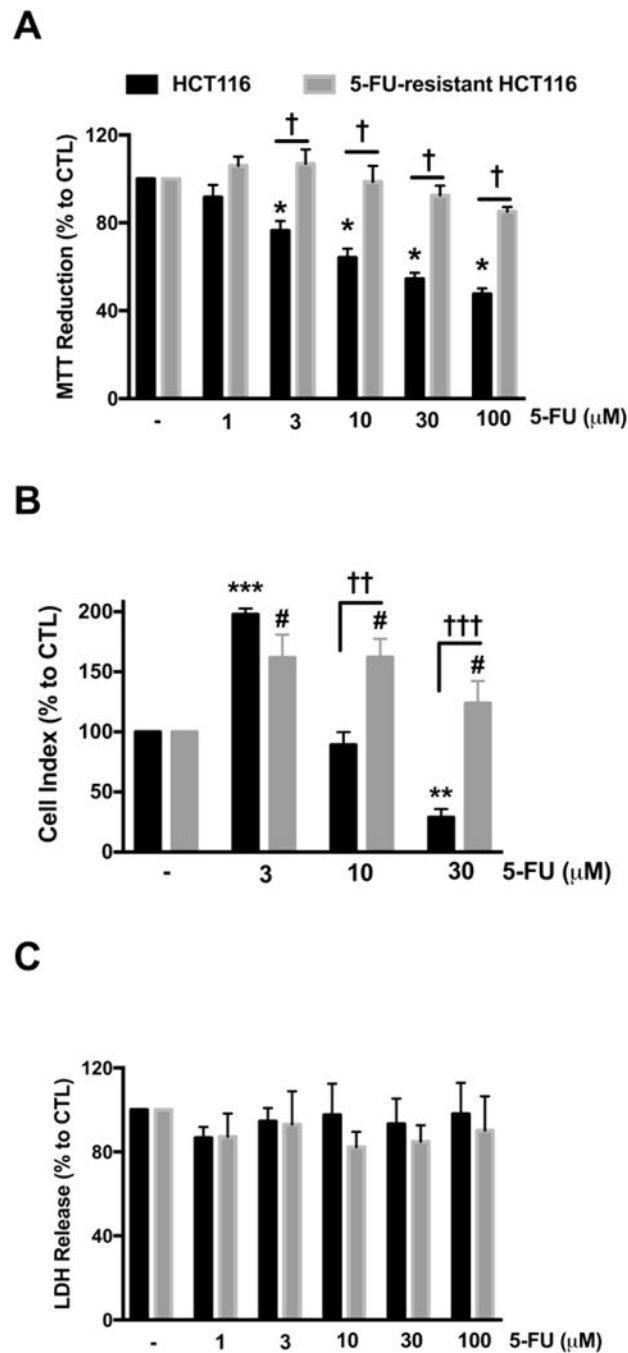 A
HCT116 5-FU-resistant HCT116
MTT Reduction (% to CTL)
120
80
40
0
† † † †
* * * *
- 1 3 10 30 100 5-FU (μM)
B
Cell Index (% to CTL)
200
150
100
50
0
*** # †† # ††† #
**
- 3 10 30 5-FU (μM)
C
LDH Release (% to CTL)
120
80
40
0
- 1 3 10 30 100 5-FU (μM)